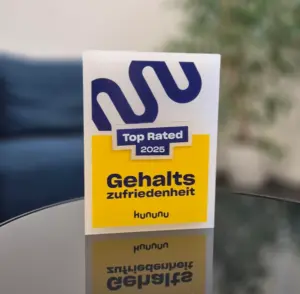 Top Rated
2025
Gehalts
zufriedenheit
kununu